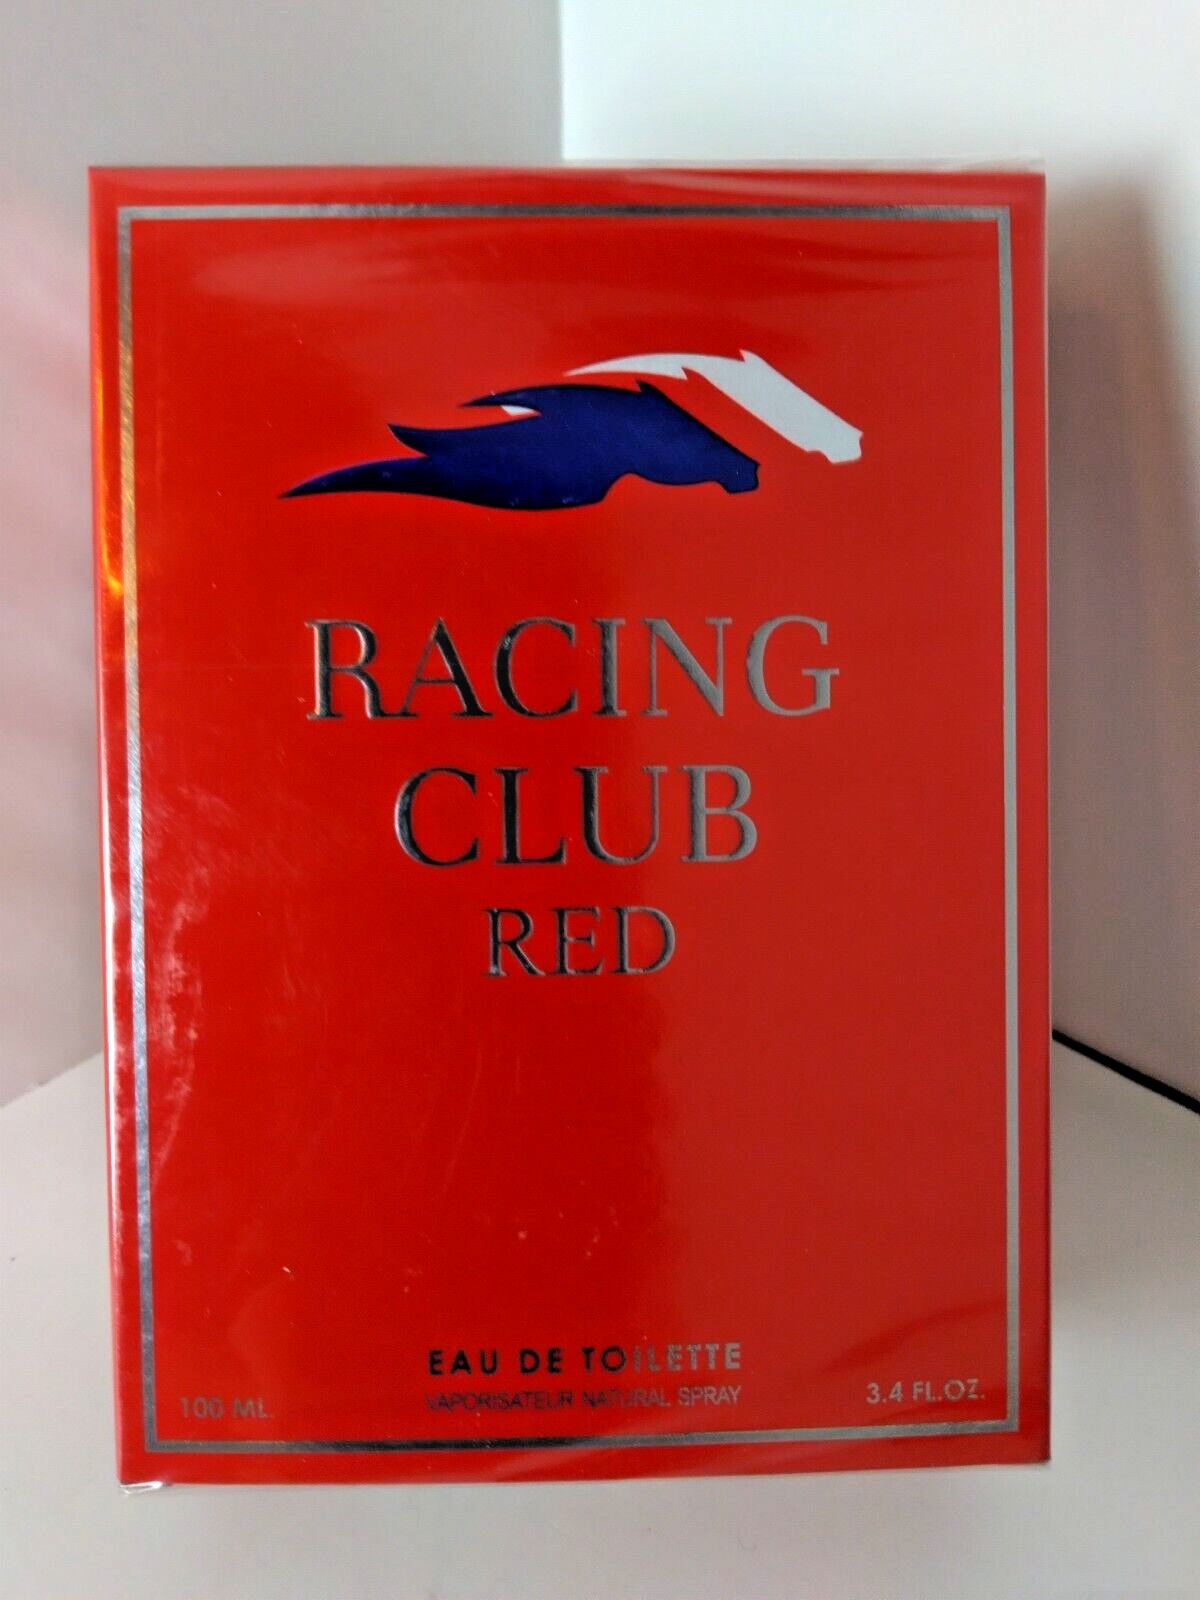 RACING
CLUB
RED
EAU DE TOILETTE
VAPORISATEUR NATURAL SPRAY
100 ML.
3.4 FL.OZ.